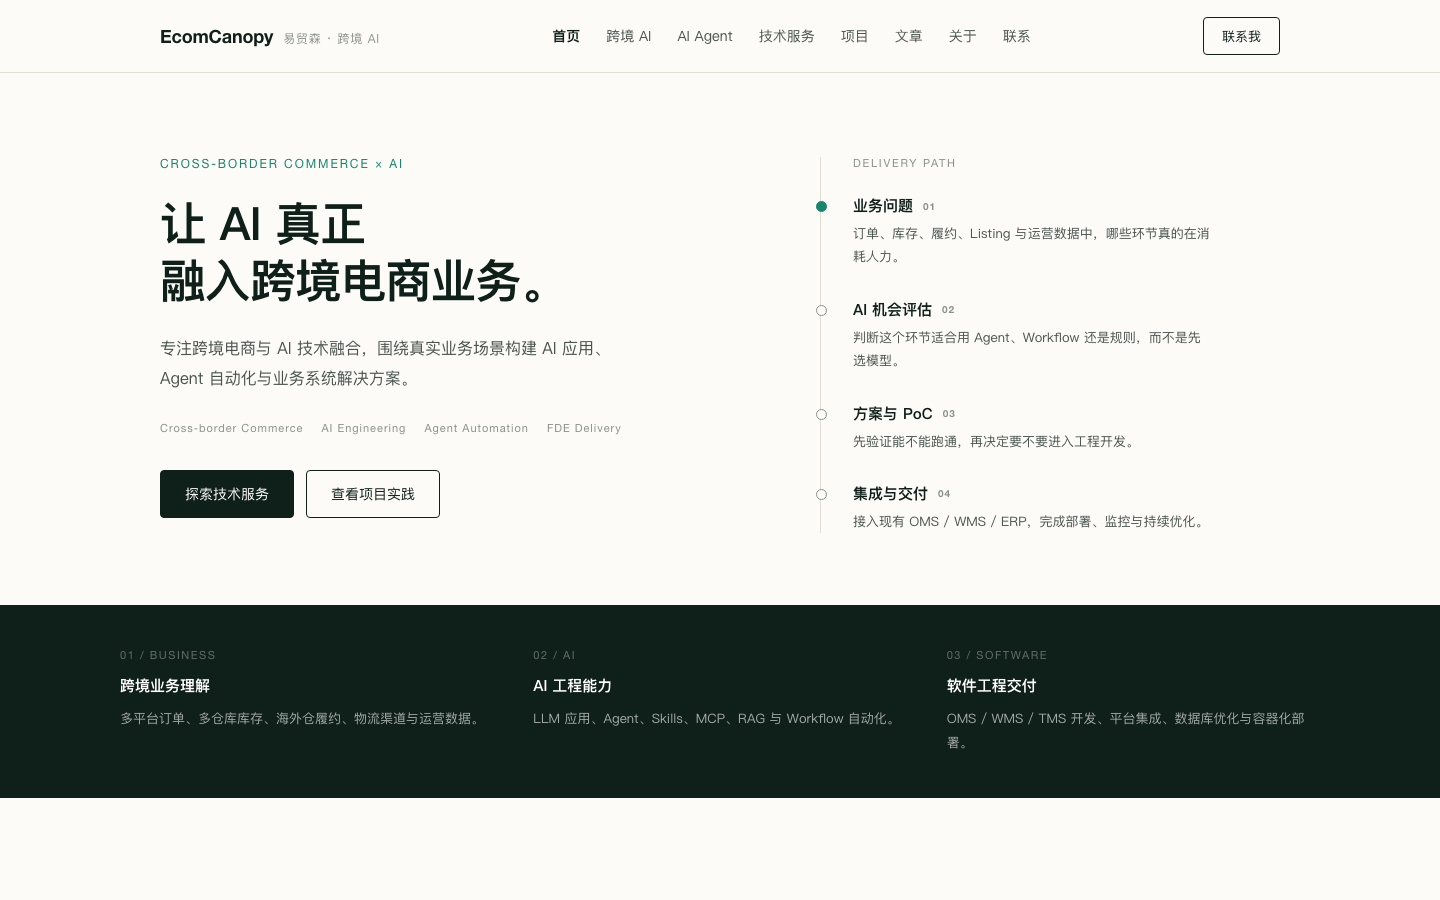 EcomCanopy 易贸森 · 跨境 AI
首页 跨境 AI AI Agent 技术服务 项目 文章 关于 联系
联系我
CROSS-BORDER COMMERCE × AI
让 AI 真正
融入跨境电商业务。
专注跨境电商与 AI 技术融合，围绕真实业务场景构建 AI 应用、
Agent 自动化与业务系统解决方案。
Cross-border Commerce AI Engineering Agent Automation FDE Delivery
探索技术服务 查看项目实践
DELIVERY PATH
业务问题 01
订单、库存、履约、Listing 与运营数据中，哪些环节真的在消
耗人力。
AI 机会评估 02
判断这个环节适合用 Agent、Workflow 还是规则，而不是先
选模型。
方案与 PoC 03
先验证能不能跑通，再决定要不要进入工程开发。
集成与交付 04
接入现有 OMS / WMS / ERP，完成部署、监控与持续优化。
01 / BUSINESS
跨境业务理解
多平台订单、多仓库库存、海外仓履约、物流渠道与运营数据。
02 / AI
AI 工程能力
LLM 应用、Agent、Skills、MCP、RAG 与 Workflow 自动化。
03 / SOFTWARE
软件工程交付
OMS / WMS / TMS 开发、平台集成、数据库优化与容器化部
署。